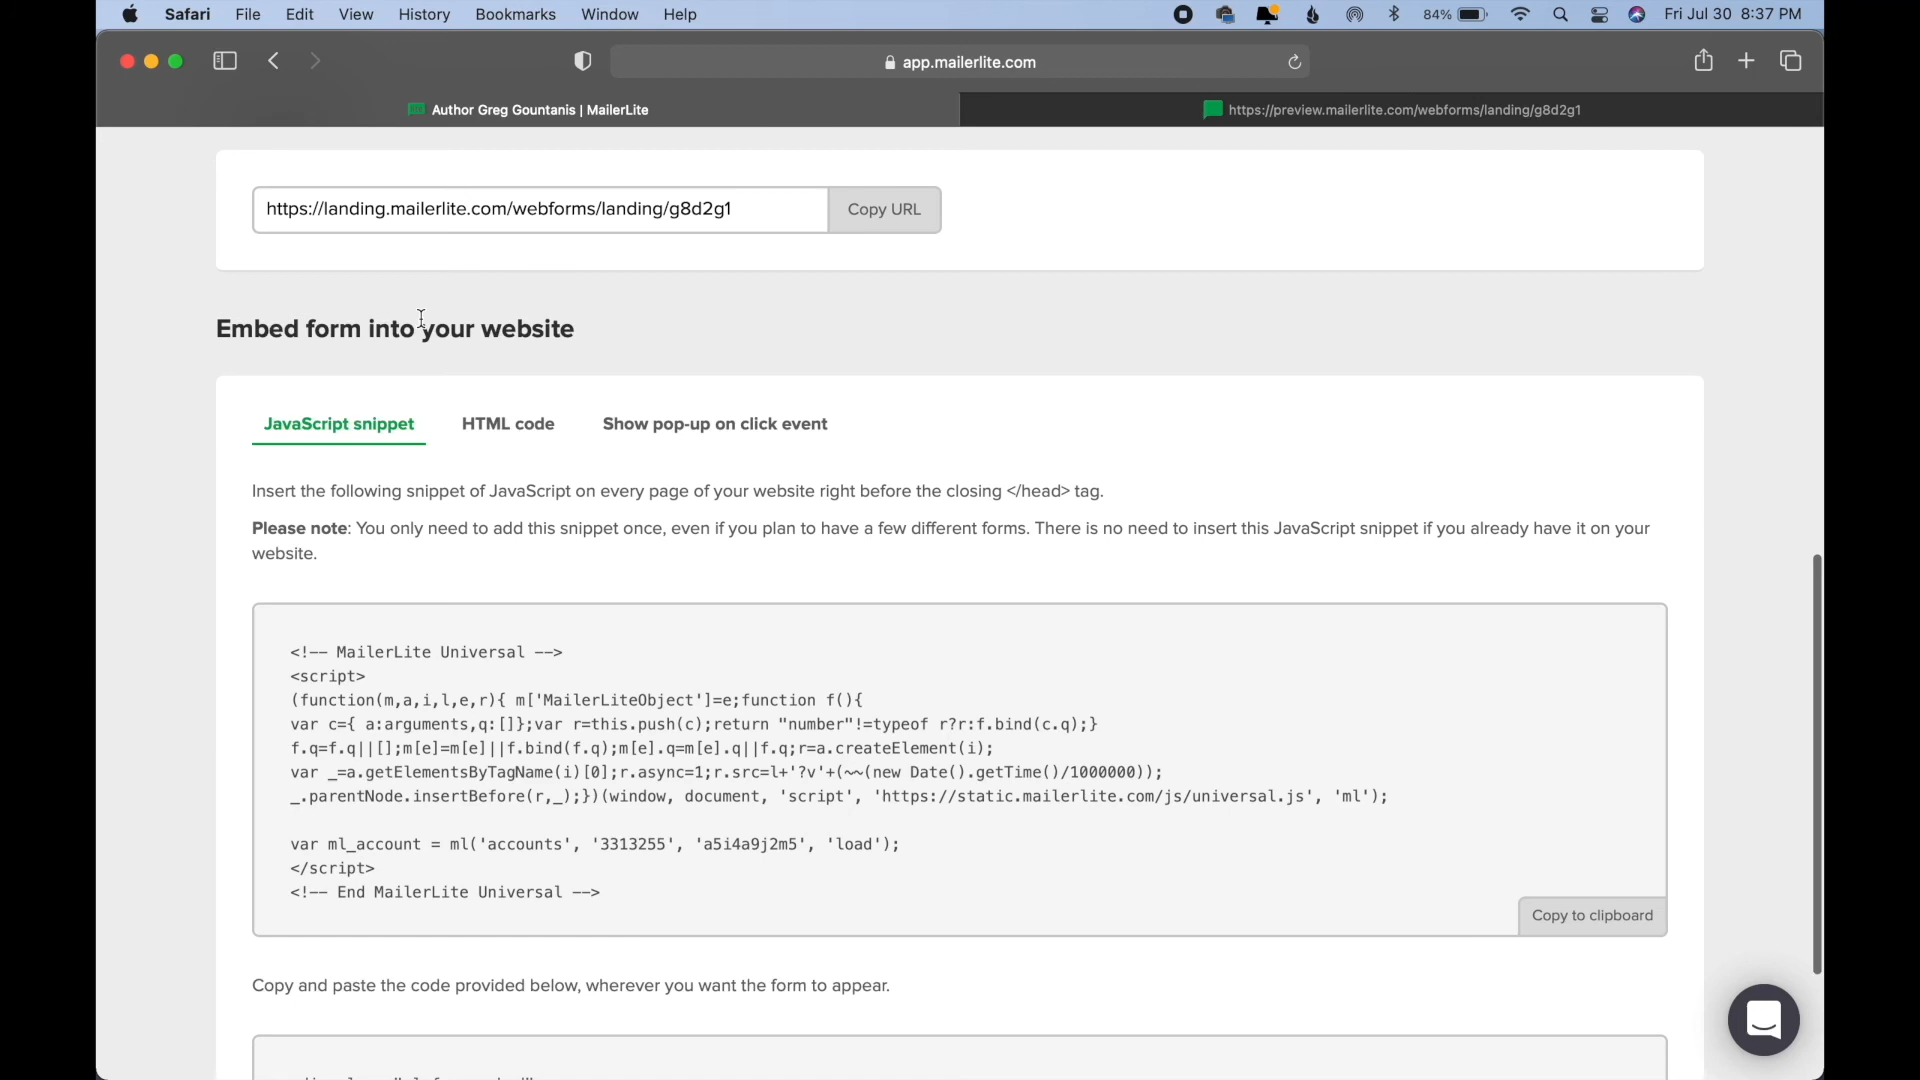 Safari File Edit View History Bookmarks Window Help 84% Fri Jul 30 8:37 PM
app.mailerlite.com
Author Greg Gountanis | MailerLite
https://preview.mailerlite.com/webforms/landing/g8d2g1
https://landing.mailerlite.com/webforms/landing/g8d2g1 Copy URL
Embed form into your website
JavaScript snippet HTML code Show pop-up on click event
Insert the following snippet of JavaScript on every page of your website right before the closing </head> tag.
Please note: You only need to add this snippet once, even if you plan to have a few different forms. There is no need to insert this JavaScript snippet if you already have it on your
website.
<!-- MailerLite Universal -->
<script>
(function(m,a,i,l,e,r){ m['MailerLiteObject']=e;function f(){
var c={ a:arguments,q:[]};var r=this.push(c);return "number"!=typeof r?r:f.bind(c.q);}
f.q=f.q||[];m[e]=m[e]||f.bind(f.q);m[e].q=m[e].q||f.q;r=a.createElement(i);
var _=a.getElementsByTagName(i)[0];r.async=1;r.src=l+'?v'+(~~(new Date().getTime()/1000000));
_.parentNode.insertBefore(r,_);})(window, document, 'script', 'https://static.mailerlite.com/js/universal.js', 'ml');
var ml_account = ml('accounts', '3313255', 'a5i4a9j2m5', 'load');
</script>
<!-- End MailerLite Universal -->
Copy to clipboard
Copy and paste the code provided below, wherever you want the form to appear.